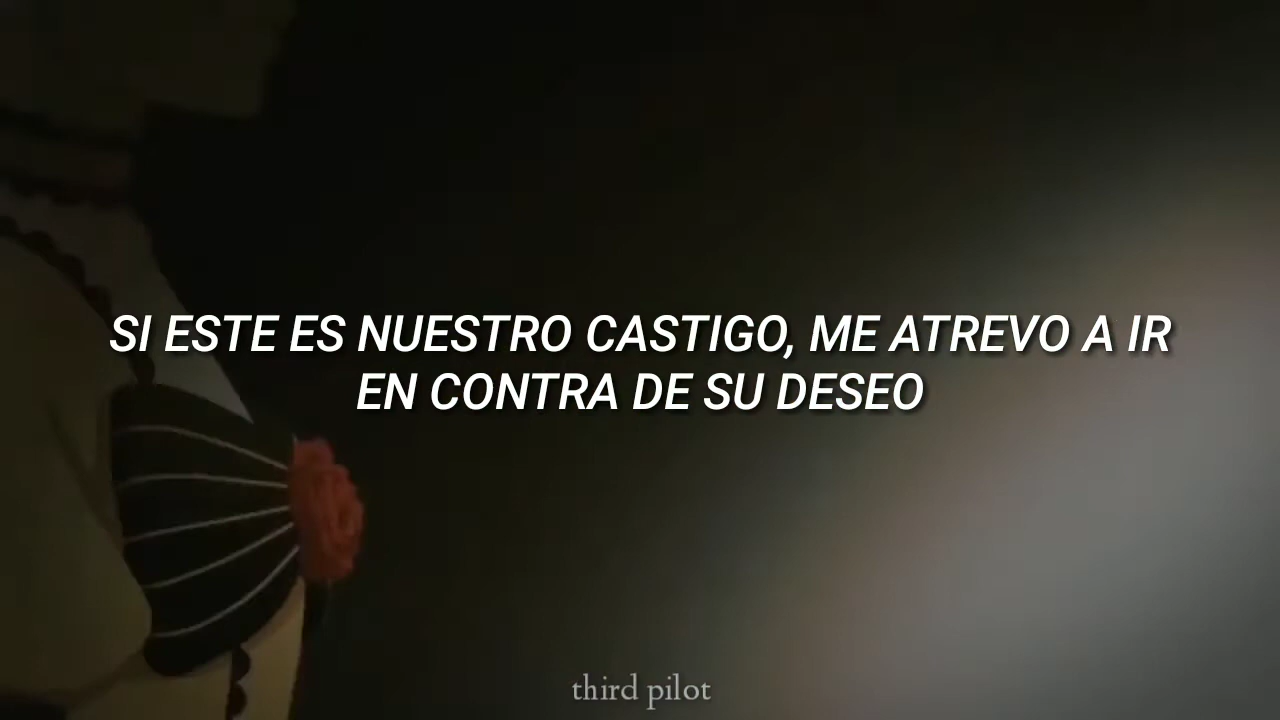 SI ESTE ES NUESTRO CASTIGO, ME ATREVO A IR
EN CONTRA DE SU DESEO
third pilot